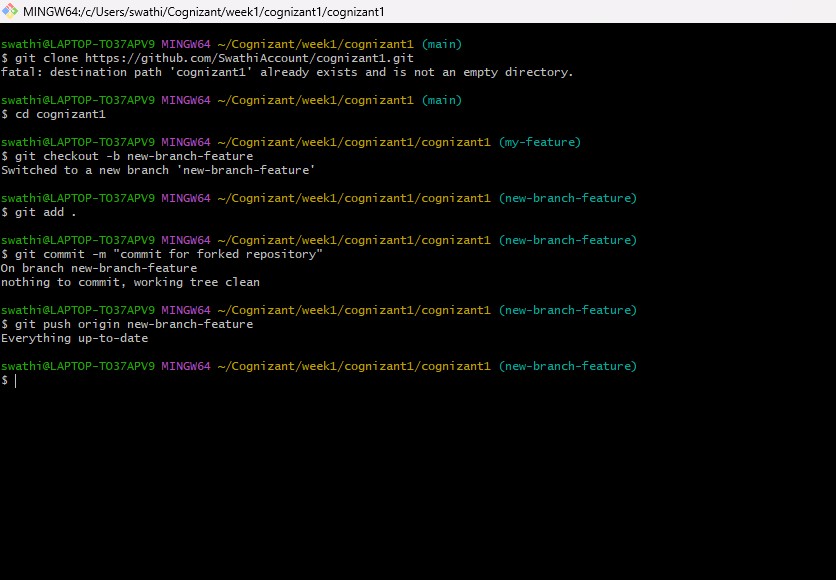 MINGW64:/c/Users/swathi/Cognizant/week1/cognizant1/cognizant1
swathi@LAPTOP-TO37APV9 MINGW64 ~/Cognizant/week1/cognizant1 (main)
$ git clone https://github.com/SwathiAccount/cognizant1.git
fatal: destination path 'cognizant1' already exists and is not an empty directory.
swathi@LAPTOP-TO37APV9 MINGW64 ~/Cognizant/week1/cognizant1 (main)
$ cd cognizant1
swathi@LAPTOP-TO37APV9 MINGW64 ~/Cognizant/week1/cognizant1/cognizant1 (my-feature)
$ git checkout -b new-branch-feature
Switched to a new branch 'new-branch-feature'
swathi@LAPTOP-TO37APV9 MINGW64 ~/Cognizant/week1/cognizant1/cognizant1 (new-branch-feature)
$ git add .
swathi@LAPTOP-TO37APV9 MINGW64 ~/Cognizant/week1/cognizant1/cognizant1 (new-branch-feature)
$ git commit -m "commit for forked repository"
On branch new-branch-feature
nothing to commit, working tree clean
swathi@LAPTOP-TO37APV9 MINGW64 ~/Cognizant/week1/cognizant1/cognizant1 (new-branch-feature)
$ git push origin new-branch-feature
Everything up-to-date
swathi@LAPTOP-TO37APV9 MINGW64 ~/Cognizant/week1/cognizant1/cognizant1 (new-branch-feature)
$